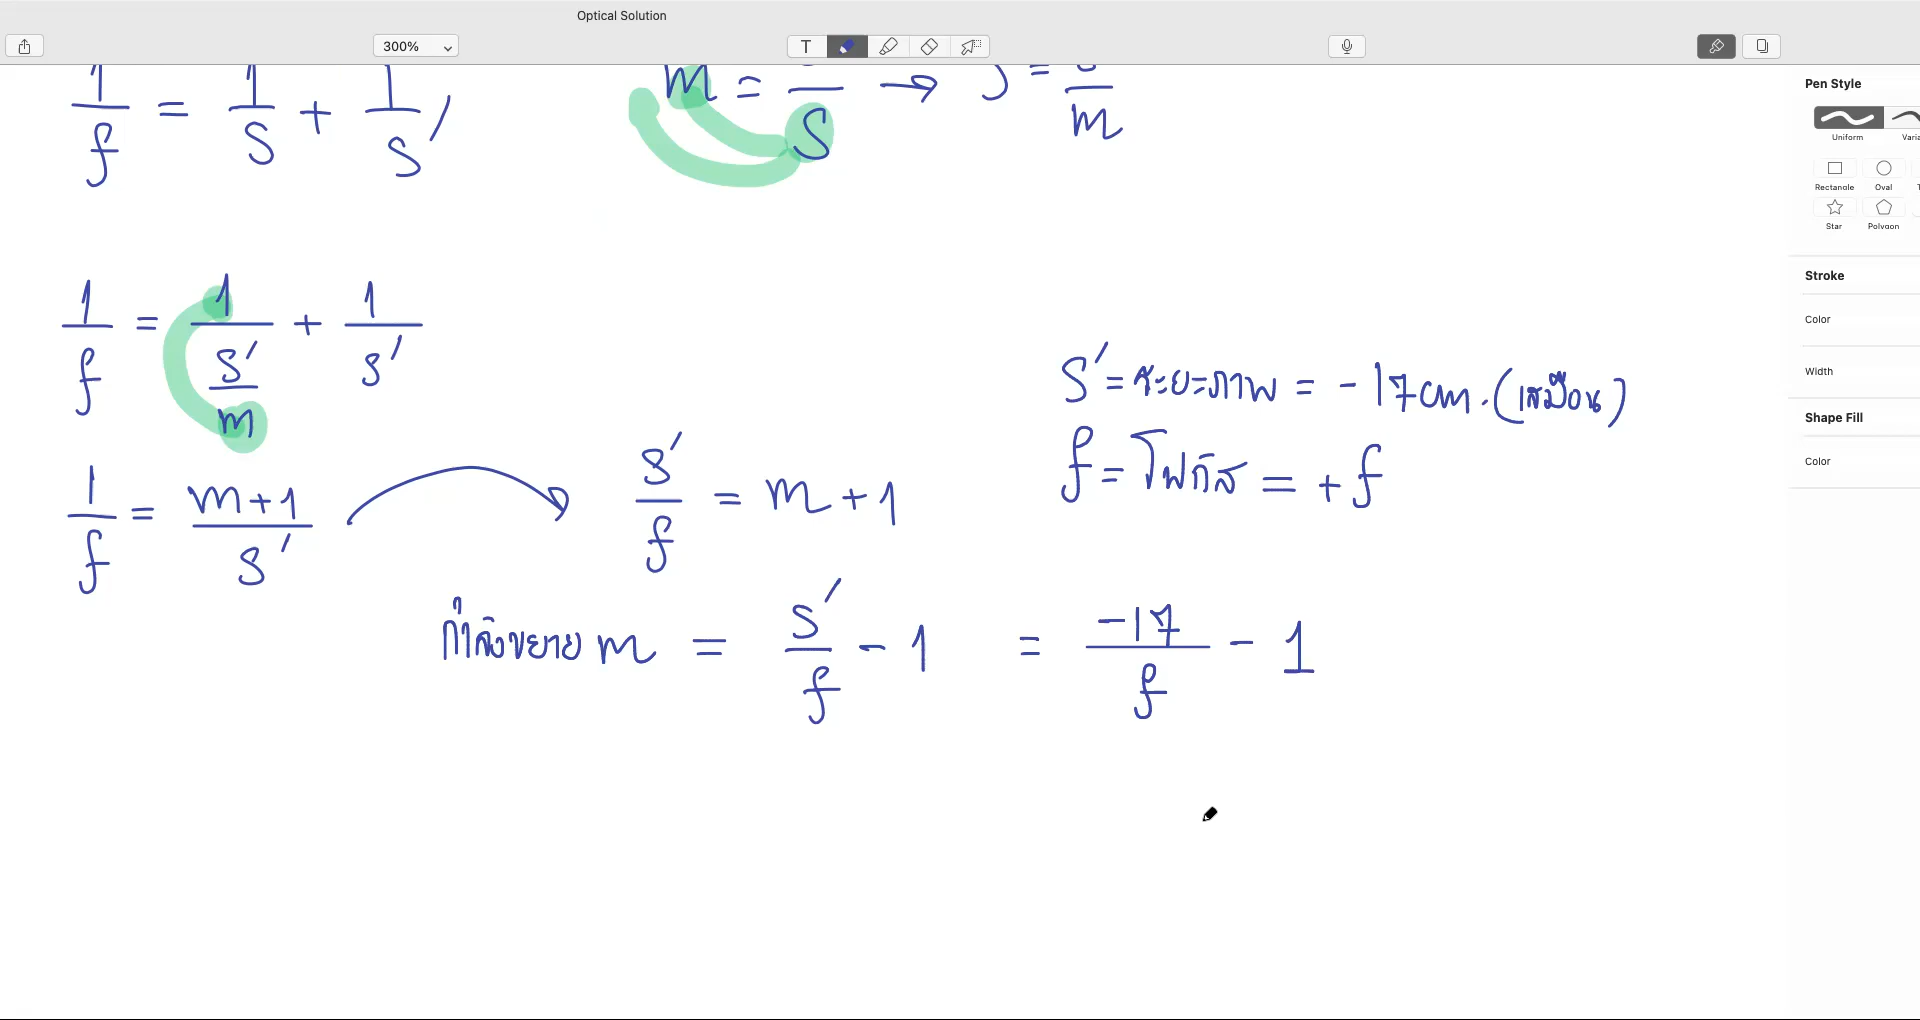 Optical Solution
300%
T
Pen Style
Uniform
Rectangle Oval
Star Polygon
Stroke
Color
Width
Shape Fill
Color
1/f = 1/S + 1/S′
m = /S → = /m
1/f = 1/(s′/m) + 1/s′
1/f = (m+1)/s′
s′/f = m + 1
S′ = ระยะภาพ = -17 cm. (เสมือน)
f = โฟกัส = + f
กำลังขยาย m = s′/f - 1 = -17/f - 1